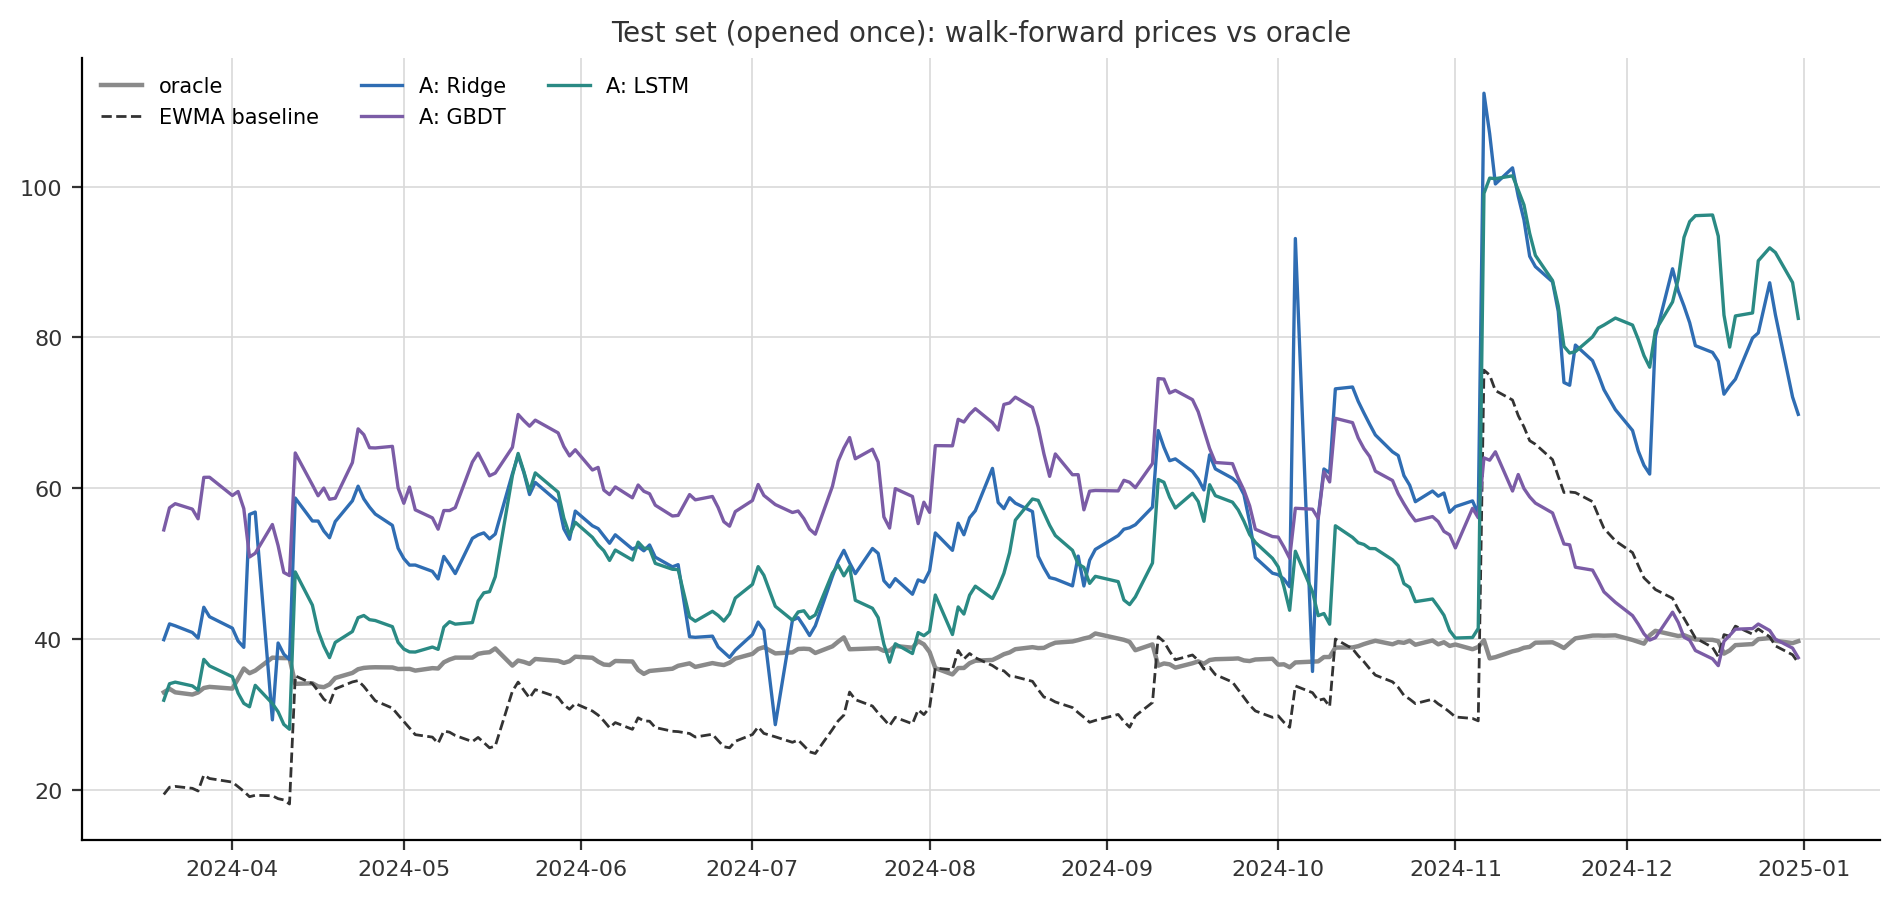 Test set (opened once): walk-forward prices vs oracle
oracle
EWMA baseline
A: Ridge
A: GBDT
A: LSTM
100
80
60
40
20
2024-04
2024-05
2024-06
2024-07
2024-08
2024-09
2024-10
2024-11
2024-12
2025-01